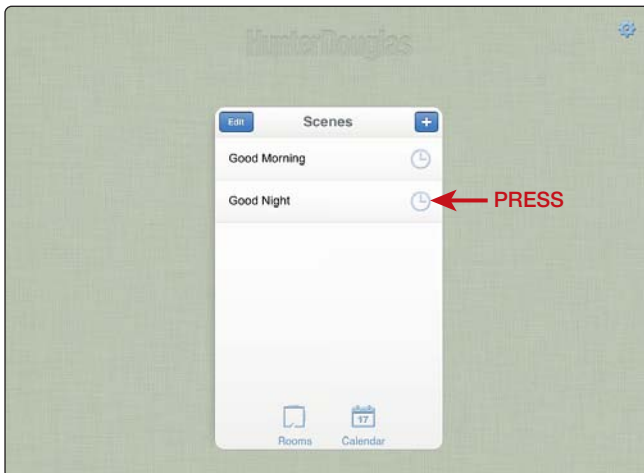 HunterDouglas
Edit Scenes +
Good Morning
Good Night
PRESS
17
Rooms Calendar